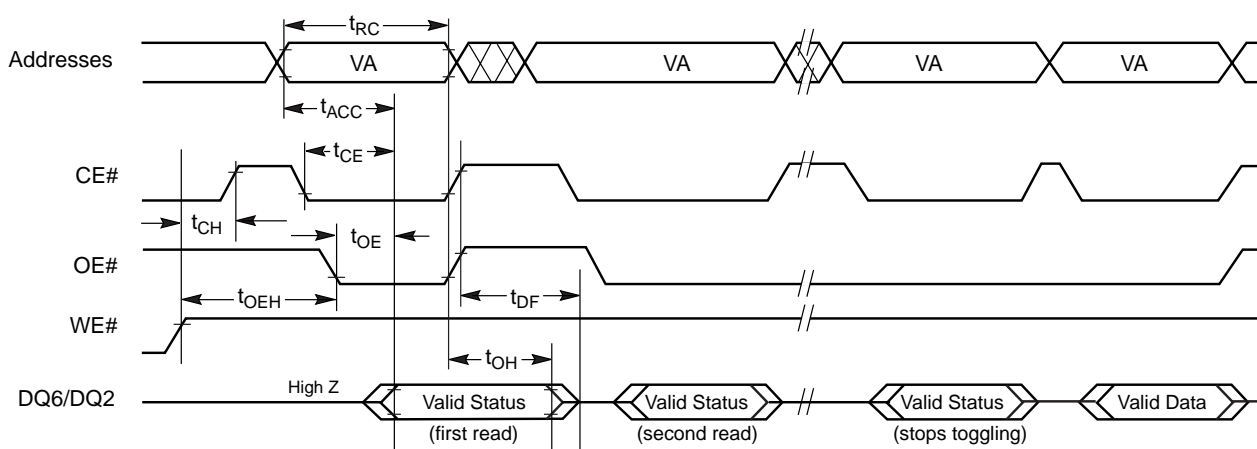 tRC
Addresses VA VA VA VA
tACC
tCE
CE#
tCH
tOE
OE#
tOEH tDF
WE#
tOH
High Z
DQ6/DQ2 Valid Status Valid Status Valid Status Valid Data
(first read) (second read) (stops toggling)